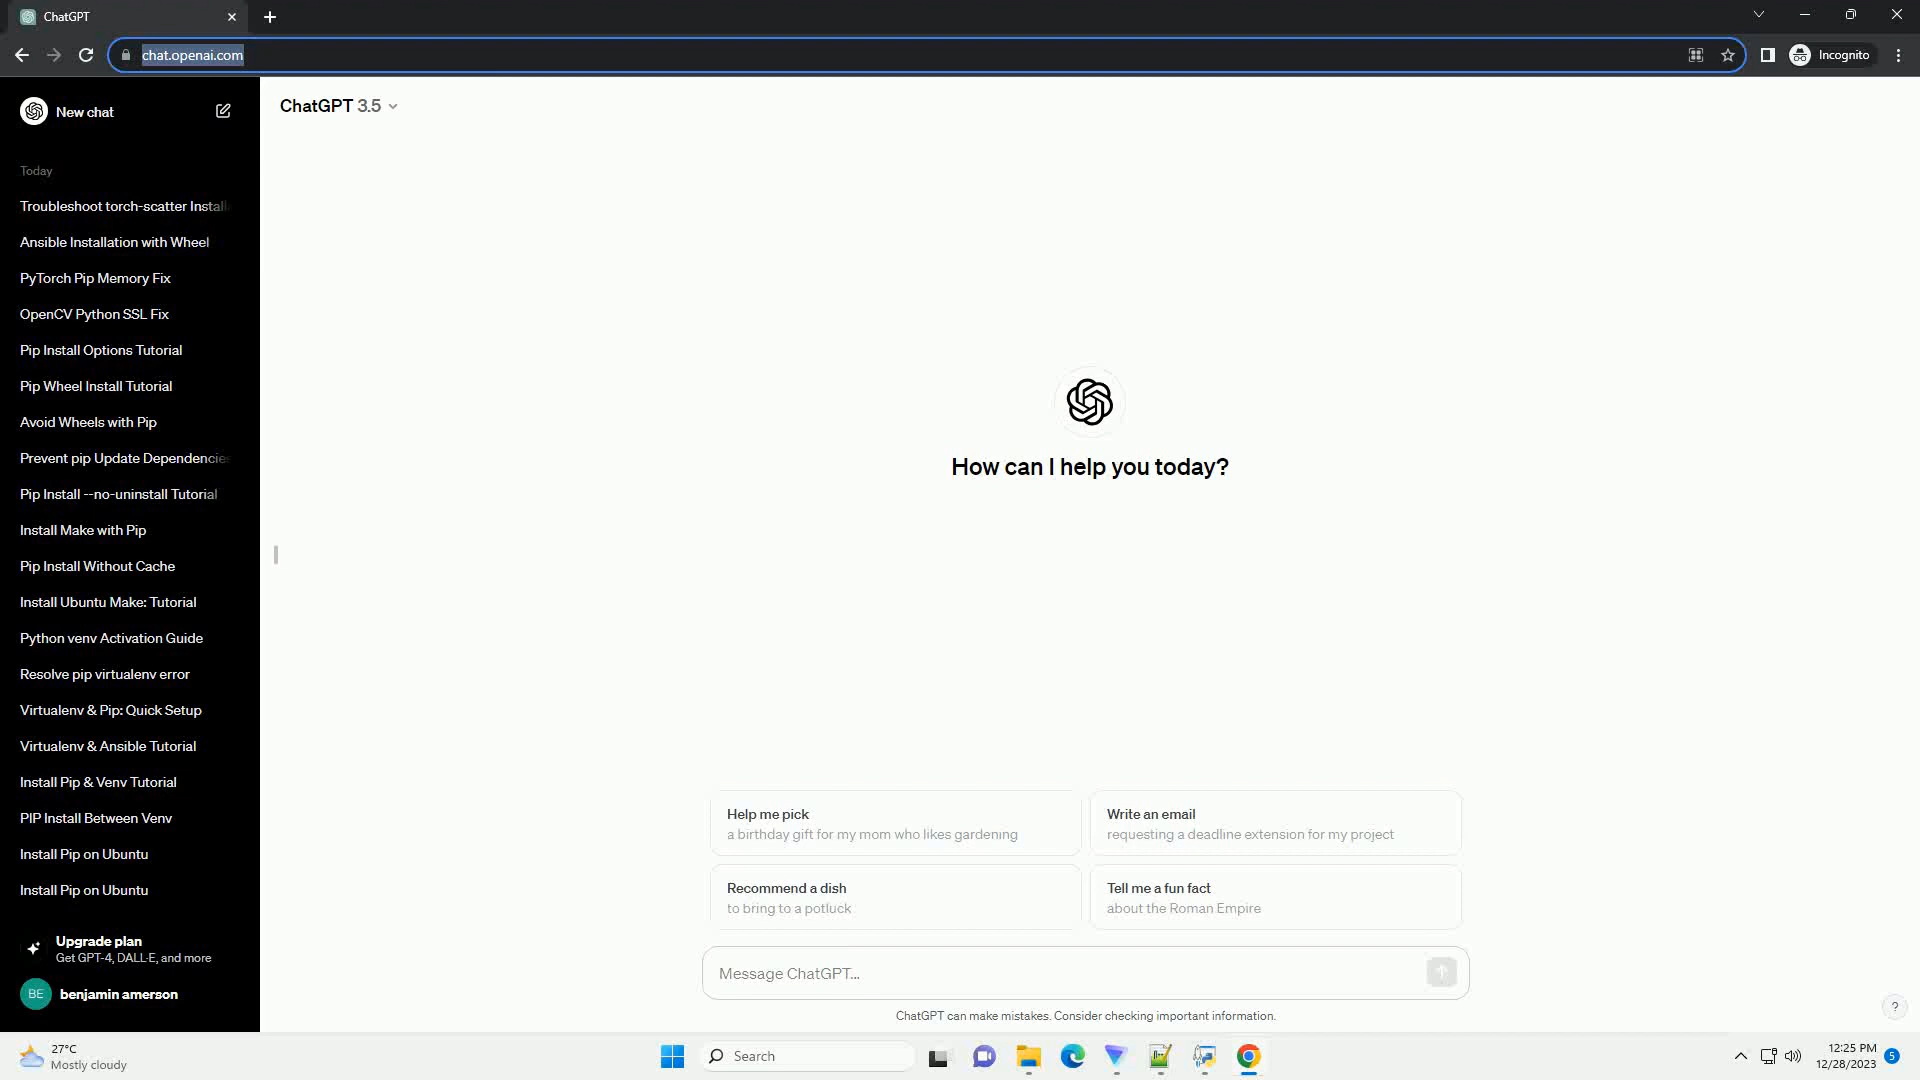 ChatGPT
chat.openai.com
Incognito
New chat
ChatGPT 3.5
Today
Troubleshoot torch-scatter Install
Ansible Installation with Wheel
PyTorch Pip Memory Fix
OpenCV Python SSL Fix
Pip Install Options Tutorial
Pip Wheel Install Tutorial
Avoid Wheels with Pip
Prevent pip Update Dependencies
Pip Install --no-uninstall Tutorial
Install Make with Pip
Pip Install Without Cache
Install Ubuntu Make: Tutorial
Python venv Activation Guide
Resolve pip virtualenv error
Virtualenv & Pip: Quick Setup
Virtualenv & Ansible Tutorial
Install Pip & Venv Tutorial
PIP Install Between Venv
Install Pip on Ubuntu
Install Pip on Ubuntu
Upgrade plan
Get GPT-4, DALL·E, and more
BE
benjamin amerson
How can I help you today?
Help me pick
a birthday gift for my mom who likes gardening
Write an email
requesting a deadline extension for my project
Recommend a dish
to bring to a potluck
Tell me a fun fact
about the Roman Empire
Message ChatGPT...
ChatGPT can make mistakes. Consider checking important information.
?
27°C
Mostly cloudy
Search
12:25 PM
12/28/2023
5